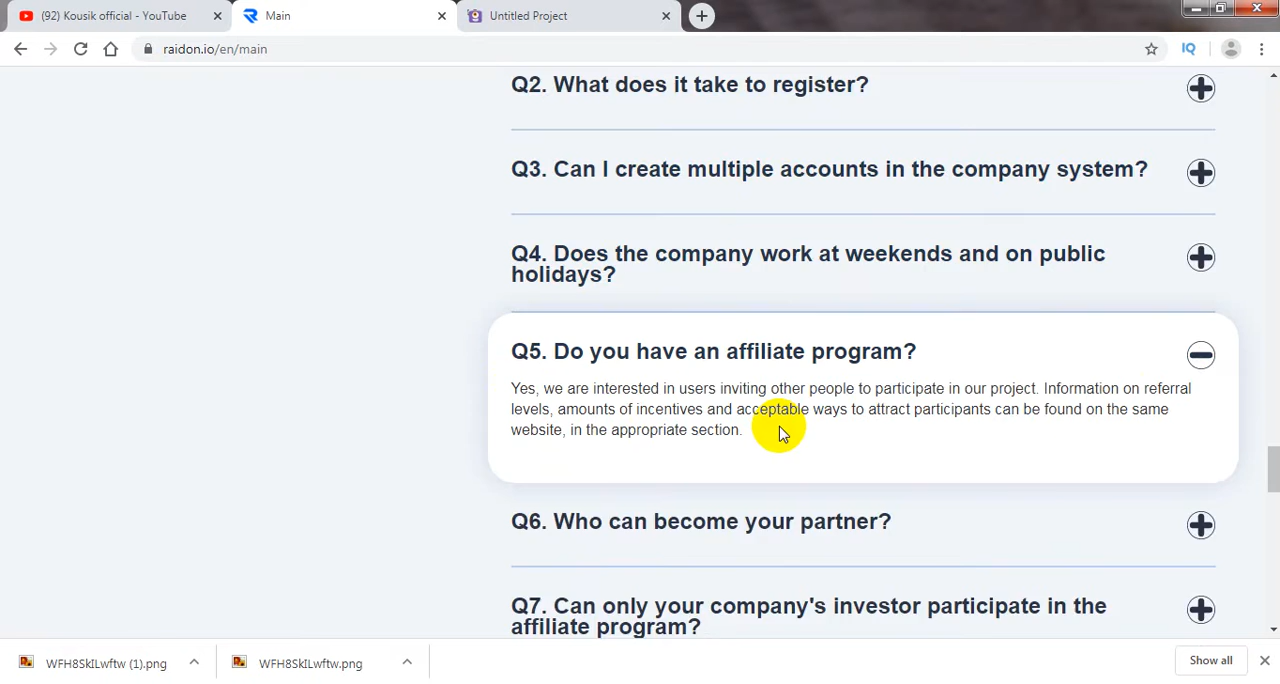 (92) Kousik official - YouTube
Main
Untitled Project
raidon.io/en/main
IQ
Q2. What does it take to register?
Q3. Can I create multiple accounts in the company system?
Q4. Does the company work at weekends and on public
holidays?
Q5. Do you have an affiliate program?
Yes, we are interested in users inviting other people to participate in our project. Information on referral
levels, amounts of incentives and acceptable ways to attract participants can be found on the same
website, in the appropriate section.
Q6. Who can become your partner?
Q7. Can only your company's investor participate in the
affiliate program?
WFH8SkILwftw (1).png
WFH8SkILwftw.png
Show all